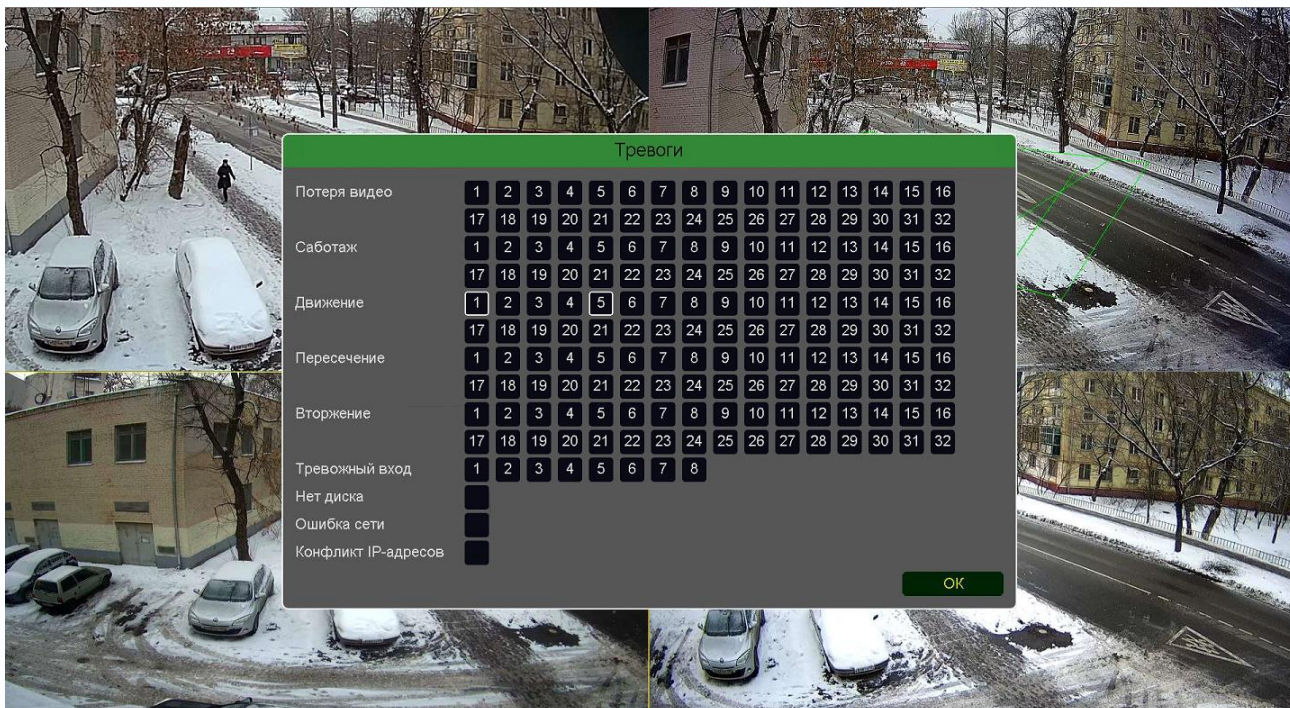 Тревоги
Потеря видео 1 2 3 4 5 6 7 8 9 10 11 12 13 14 15 16
17 18 19 20 21 22 23 24 25 26 27 28 29 30 31 32
Саботаж 1 2 3 4 5 6 7 8 9 10 11 12 13 14 15 16
17 18 19 20 21 22 23 24 25 26 27 28 29 30 31 32
Движение 1 2 3 4 5 6 7 8 9 10 11 12 13 14 15 16
17 18 19 20 21 22 23 24 25 26 27 28 29 30 31 32
Пересечение 1 2 3 4 5 6 7 8 9 10 11 12 13 14 15 16
17 18 19 20 21 22 23 24 25 26 27 28 29 30 31 32
Вторжение 1 2 3 4 5 6 7 8 9 10 11 12 13 14 15 16
17 18 19 20 21 22 23 24 25 26 27 28 29 30 31 32
Тревожный вход 1 2 3 4 5 6 7 8
Нет диска
Ошибка сети
Конфликт IP-адресов
OK